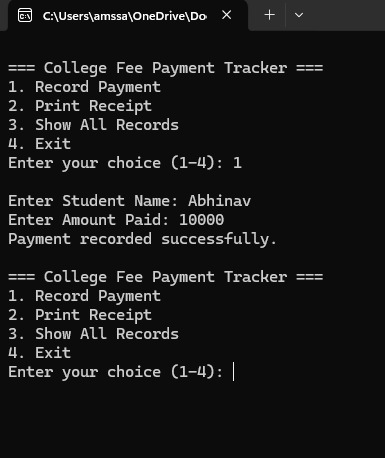 C:\Users\amssa\OneDrive\Do
=== College Fee Payment Tracker ===
1. Record Payment
2. Print Receipt
3. Show All Records
4. Exit
Enter your choice (1-4): 1
Enter Student Name: Abhinav
Enter Amount Paid: 10000
Payment recorded successfully.
=== College Fee Payment Tracker ===
1. Record Payment
2. Print Receipt
3. Show All Records
4. Exit
Enter your choice (1-4):